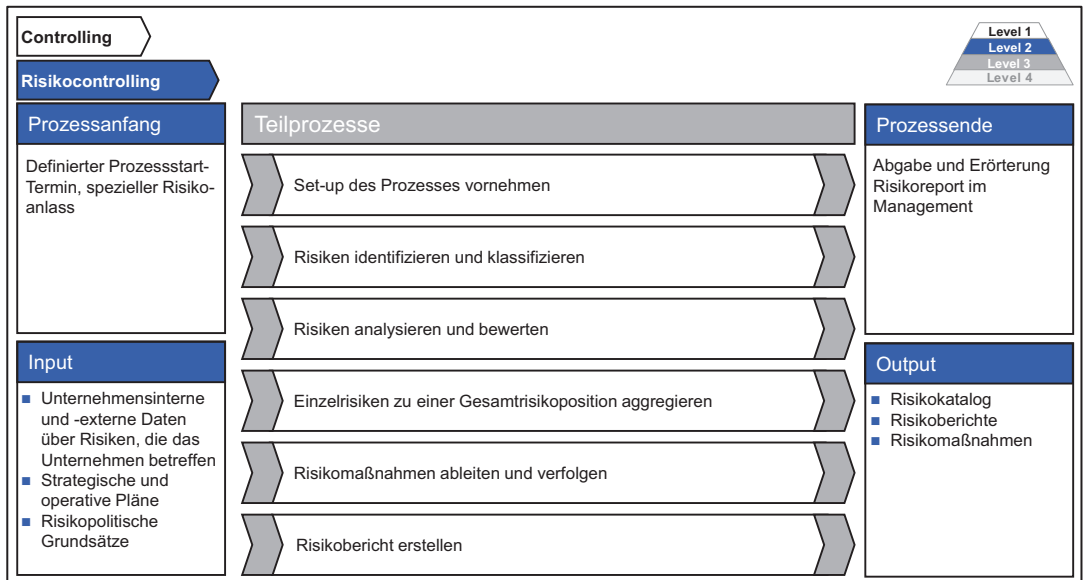 Controlling
Risikocontrolling
Level 1
Level 2
Level 3
Level 4
Prozessanfang
Definierter Prozessstart-
Termin, spezieller Risiko-
anlass
Input
Unternehmensinterne
und -externe Daten
über Risiken, die das
Unternehmen betreffen
Strategische und
operative Pläne
Risikopolitische
Grundsätze
Teilprozesse
Set-up des Prozesses vornehmen
Risiken identifizieren und klassifizieren
Risiken analysieren und bewerten
Einzelrisiken zu einer Gesamtrisikoposition aggregieren
Risikomaßnahmen ableiten und verfolgen
Risikobericht erstellen
Prozessende
Abgabe und Erörterung
Risikoreport im
Management
Output
Risikokatalog
Risikoberichte
Risikomaßnahmen